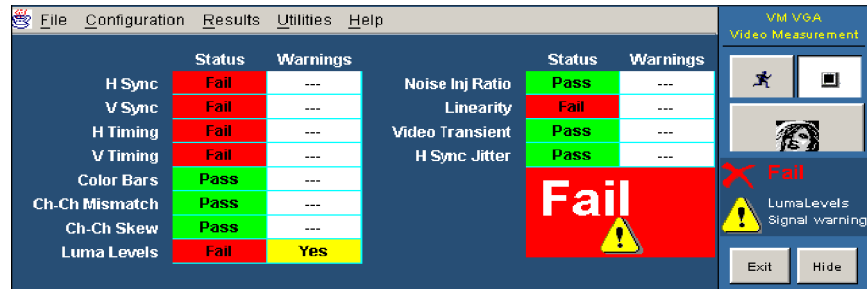 File Configuration Results Utilities Help
VM VGA
Video Measurement
Status Warnings Status Warnings
H Sync Fail --- Noise Inj Ratio Pass ---
V Sync Fail --- Linearity Fail ---
H Timing Fail --- Video Transient Pass ---
V Timing Fail --- H Sync Jitter Pass ---
Color Bars Pass ---
Ch-Ch Mismatch Pass ---
Ch-Ch Skew Pass ---
Luma Levels Fail Yes
Fail
Fail
LumaLevels
Signal warning
Exit Hide